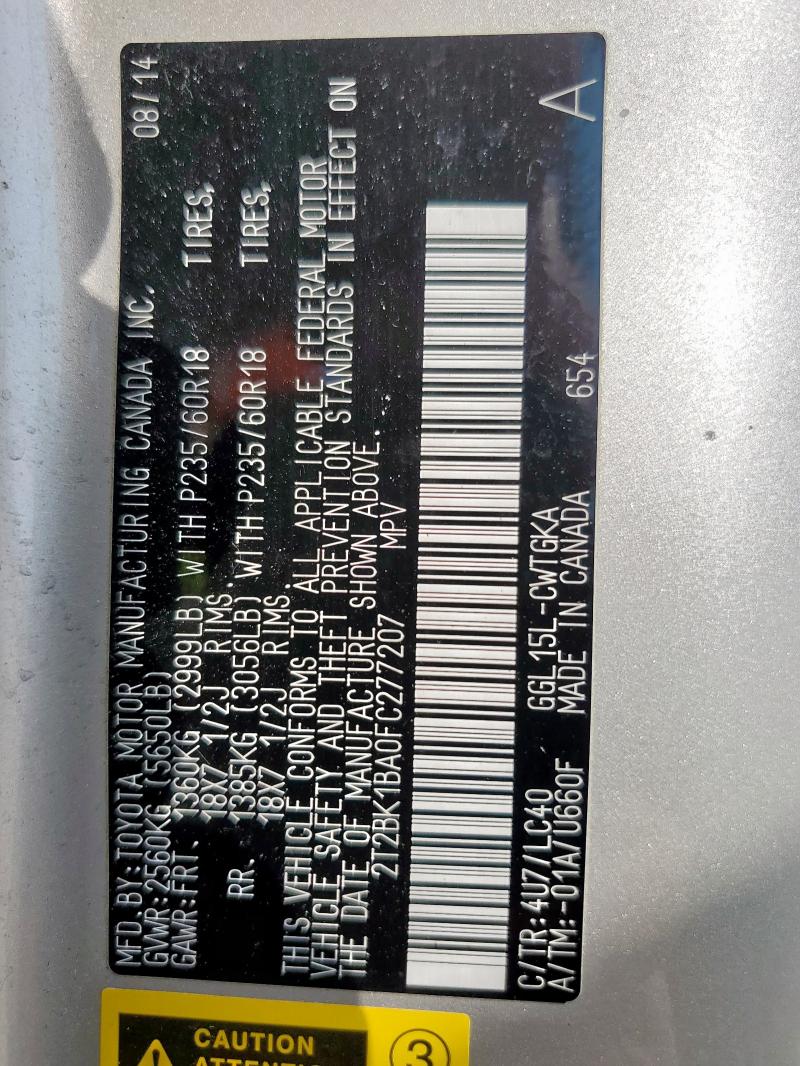 MFD.BY:TOYOTA MOTOR MANUFACTURING CANADA INC. 08/14
GVWR:2560KG (5650LB)
GAWR:FRT. 1360KG (2999LB) WITH P235/60R18 TIRES,
18X7 1/2J RIMS.
RR. 1385KG (3056LB) WITH P235/60R18 TIRES,
18X7 1/2J RIMS.
THIS VEHICLE CONFORMS TO ALL APPLICABLE FEDERAL MOTOR
VEHICLE SAFETY AND THEFT PREVENTION STANDARDS IN EFFECT ON
THE DATE OF MANUFACTURE SHOWN ABOVE.
2T2BK1BA0FC277207 MPV
C/TR:4U7/LC40 GGL15L-CWTGKA A
A/TM:-01A/U660F MADE IN CANADA 654
CAUTION
ATTENTION
3